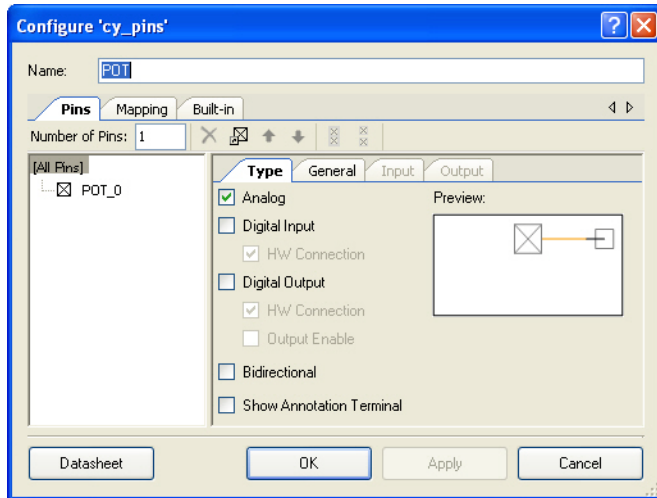 Configure 'cy_pins'
Name: POT
Pins Mapping Built-in
Number of Pins: 1
[All Pins]
POT_0
Type General Input Output
Analog
Preview:
Digital Input
HW Connection
Digital Output
HW Connection
Output Enable
Bidirectional
Show Annotation Terminal
Datasheet OK Apply Cancel